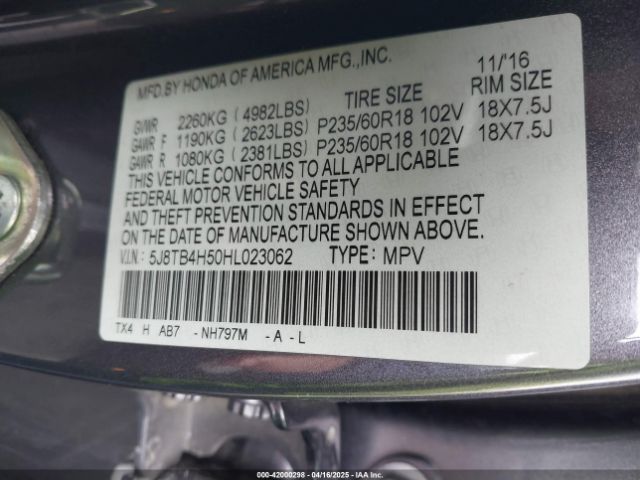 MFD.BY HONDA OF AMERICA MFG.,INC. 11/'16
TIRE SIZE RIM SIZE
GVWR 2260KG (4982LBS)
GAWR F 1190KG (2623LBS) P235/60R18 102V 18X7.5J
GAWR R 1080KG (2381LBS) P235/60R18 102V 18X7.5J
THIS VEHICLE CONFORMS TO ALL APPLICABLE
FEDERAL MOTOR VEHICLE SAFETY
AND THEFT PREVENTION STANDARDS IN EFFECT
ON THE DATE OF MANUFACTURE SHOWN ABOVE.
V.I.N.: 5J8TB4H50HL023062 TYPE: MPV
TX4 H AB7 -NH797M -A-L
000-42000298 - 04/16/2025 - Copyright © IAA, Inc.